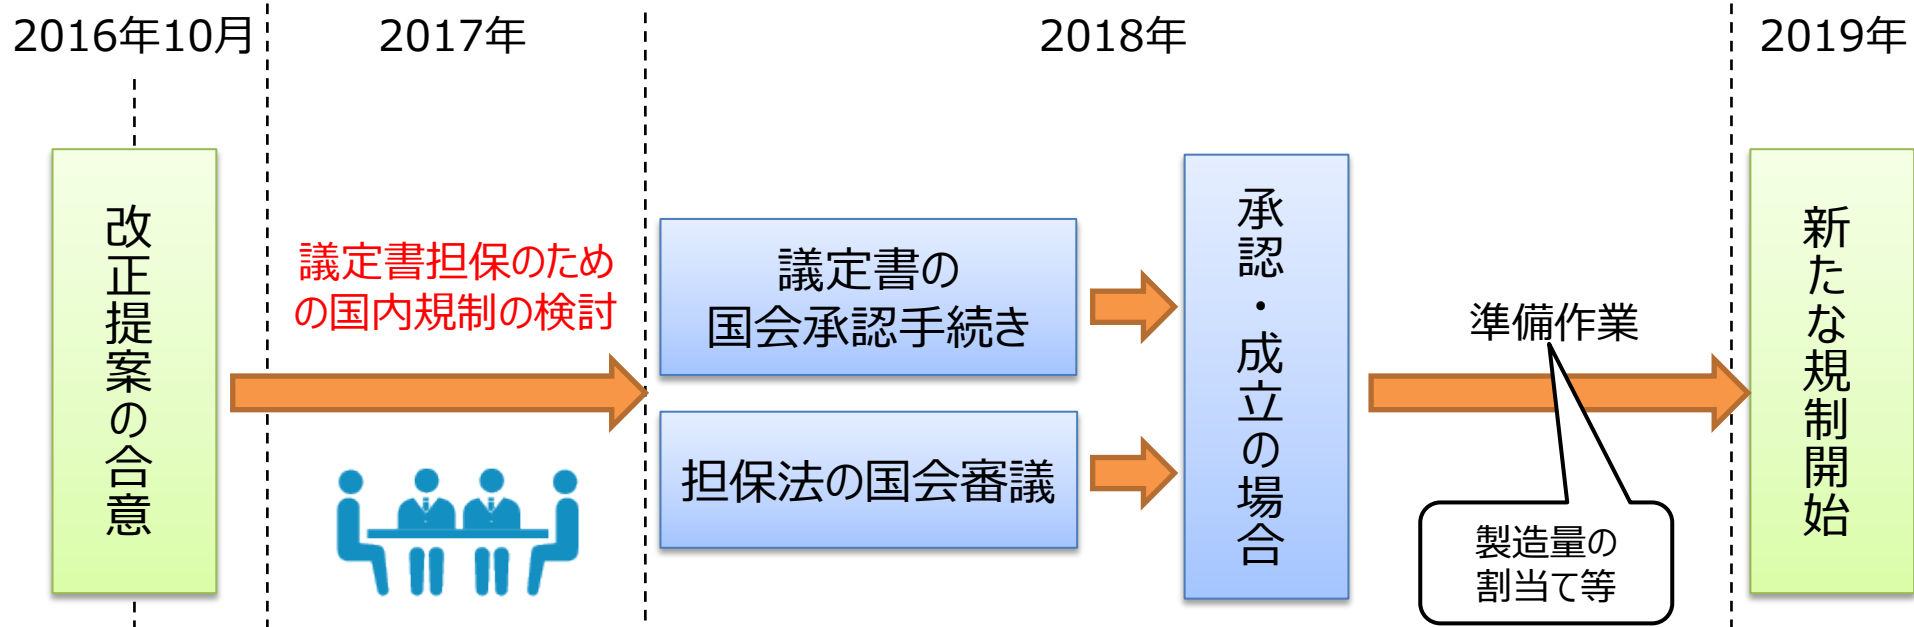 2016年10月
2017年
2018年
2019年
改正提案の合意
議定書担保のため
の国内規制の検討
議定書の
国会承認手続き
担保法の国会審議
承認・成立の場合
準備作業
製造量の
割当て等
新たな規制開始